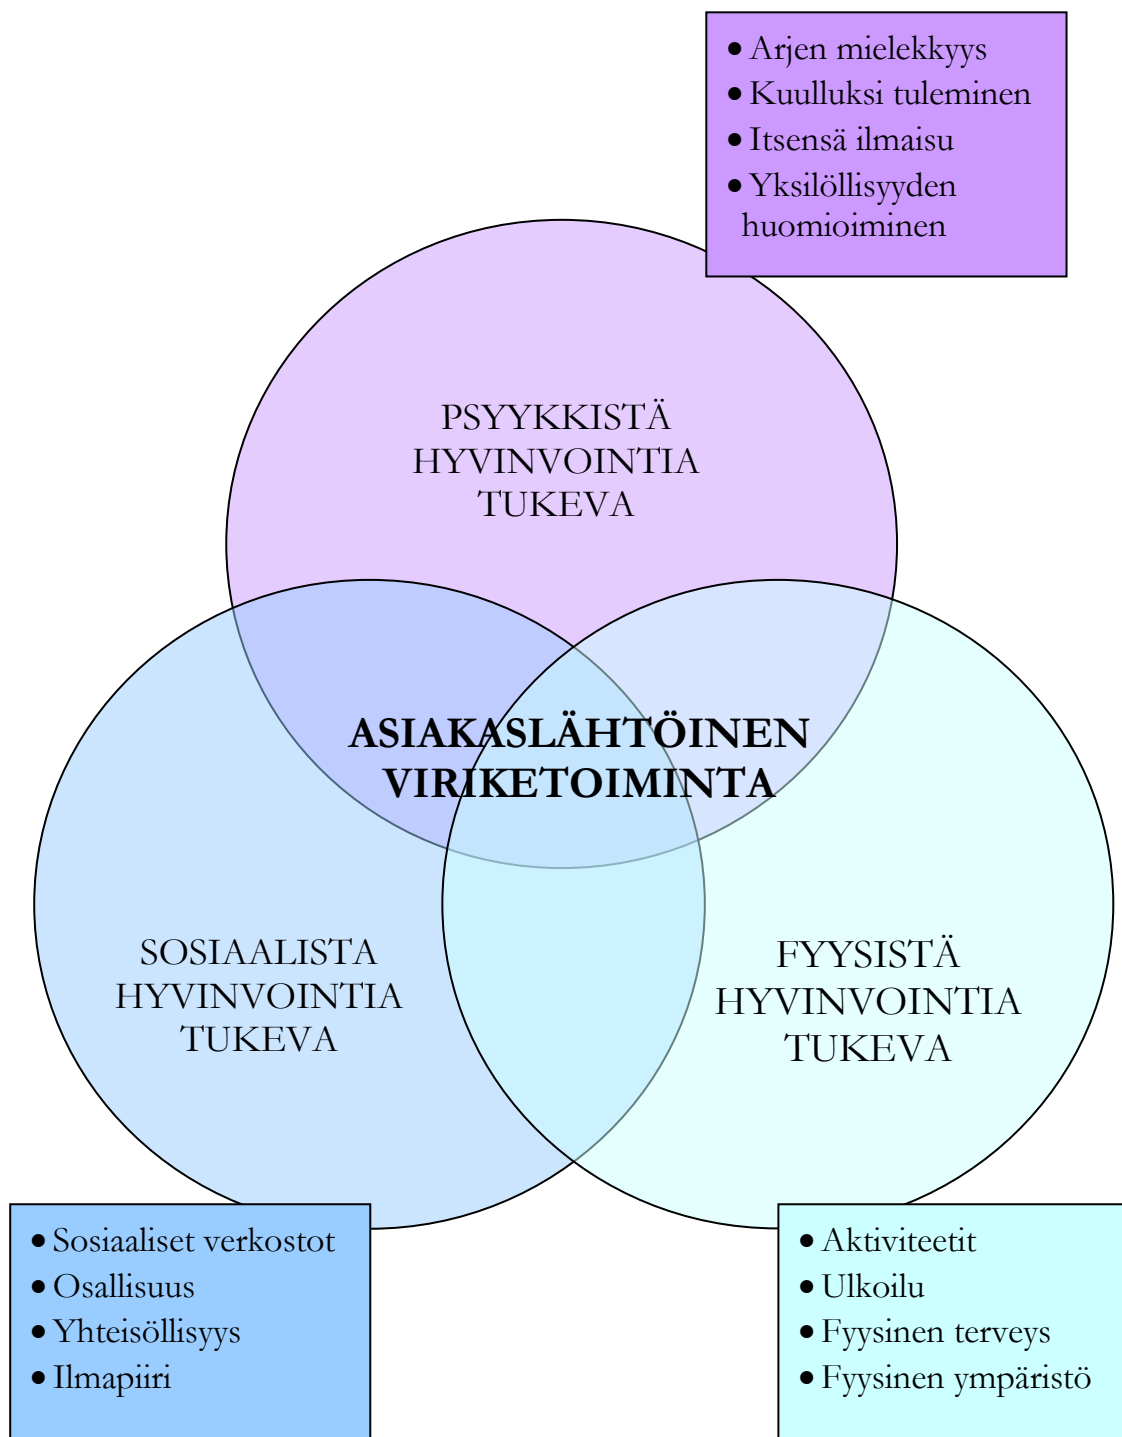 • Arjen mielekkyys
• Kuulluksi tuleminen
• Itsensä ilmaisu
• Yksilöllisyyden
huomioiminen
PSYYKKISTÄ
HYVINVOINTIA
TUKEVA
ASIAKASLÄHTÖINEN
VIRIKETOIMINTA
SOSIAALISTA
HYVINVOINTIA
TUKEVA
FYYSISTÄ
HYVINVOINTIA
TUKEVA
• Sosiaaliset verkostot
• Osallisuus
• Yhteisöllisyys
• Ilmapiiri
• Aktiviteetit
• Ulkoilu
• Fyysinen terveys
• Fyysinen ympäristö